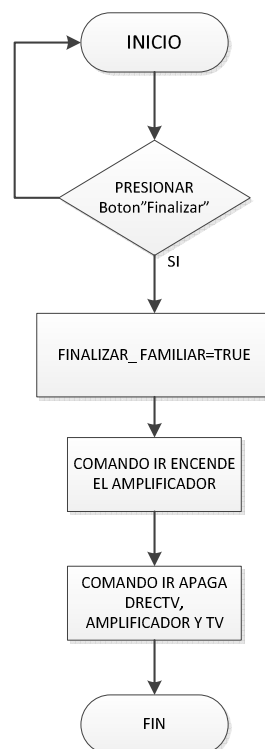 INICIO
PRESIONAR
Boton"Finalizar"
SI
FINALIZAR_ FAMILIAR=TRUE
COMANDO IR ENCENDE
EL AMPLIFICADOR
COMANDO IR APAGA
DRECTV,
AMPLIFICADOR Y TV
FIN